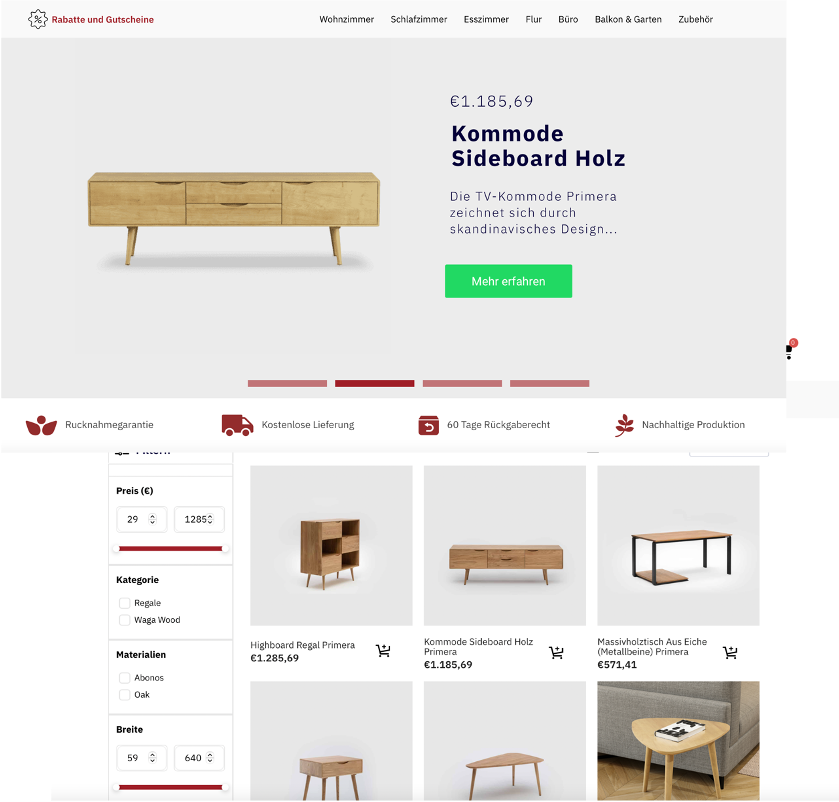 Rabatte und Gutscheine
Wohnzimmer Schlafzimmer Esszimmer Flur Büro Balkon & Garten Zubehör
€1.185,69
Kommode
Sideboard Holz
Die TV-Kommode Primera
zeichnet sich durch
skandinavisches Design...
Mehr erfahren
Rucknahmegarantie
Kostenlose Lieferung
60 Tage Rückgaberecht
Nachhaltige Produktion
Preis (€)
29 1285
Kategorie
Regale
Waga Wood
Materialien
Abonos
Oak
Breite
59 640
Highboard Regal Primera
€1.285,69
Kommode Sideboard Holz
Primera
€1.185,69
Massivholztisch Aus Eiche
(Metallbeine) Primera
€571,41